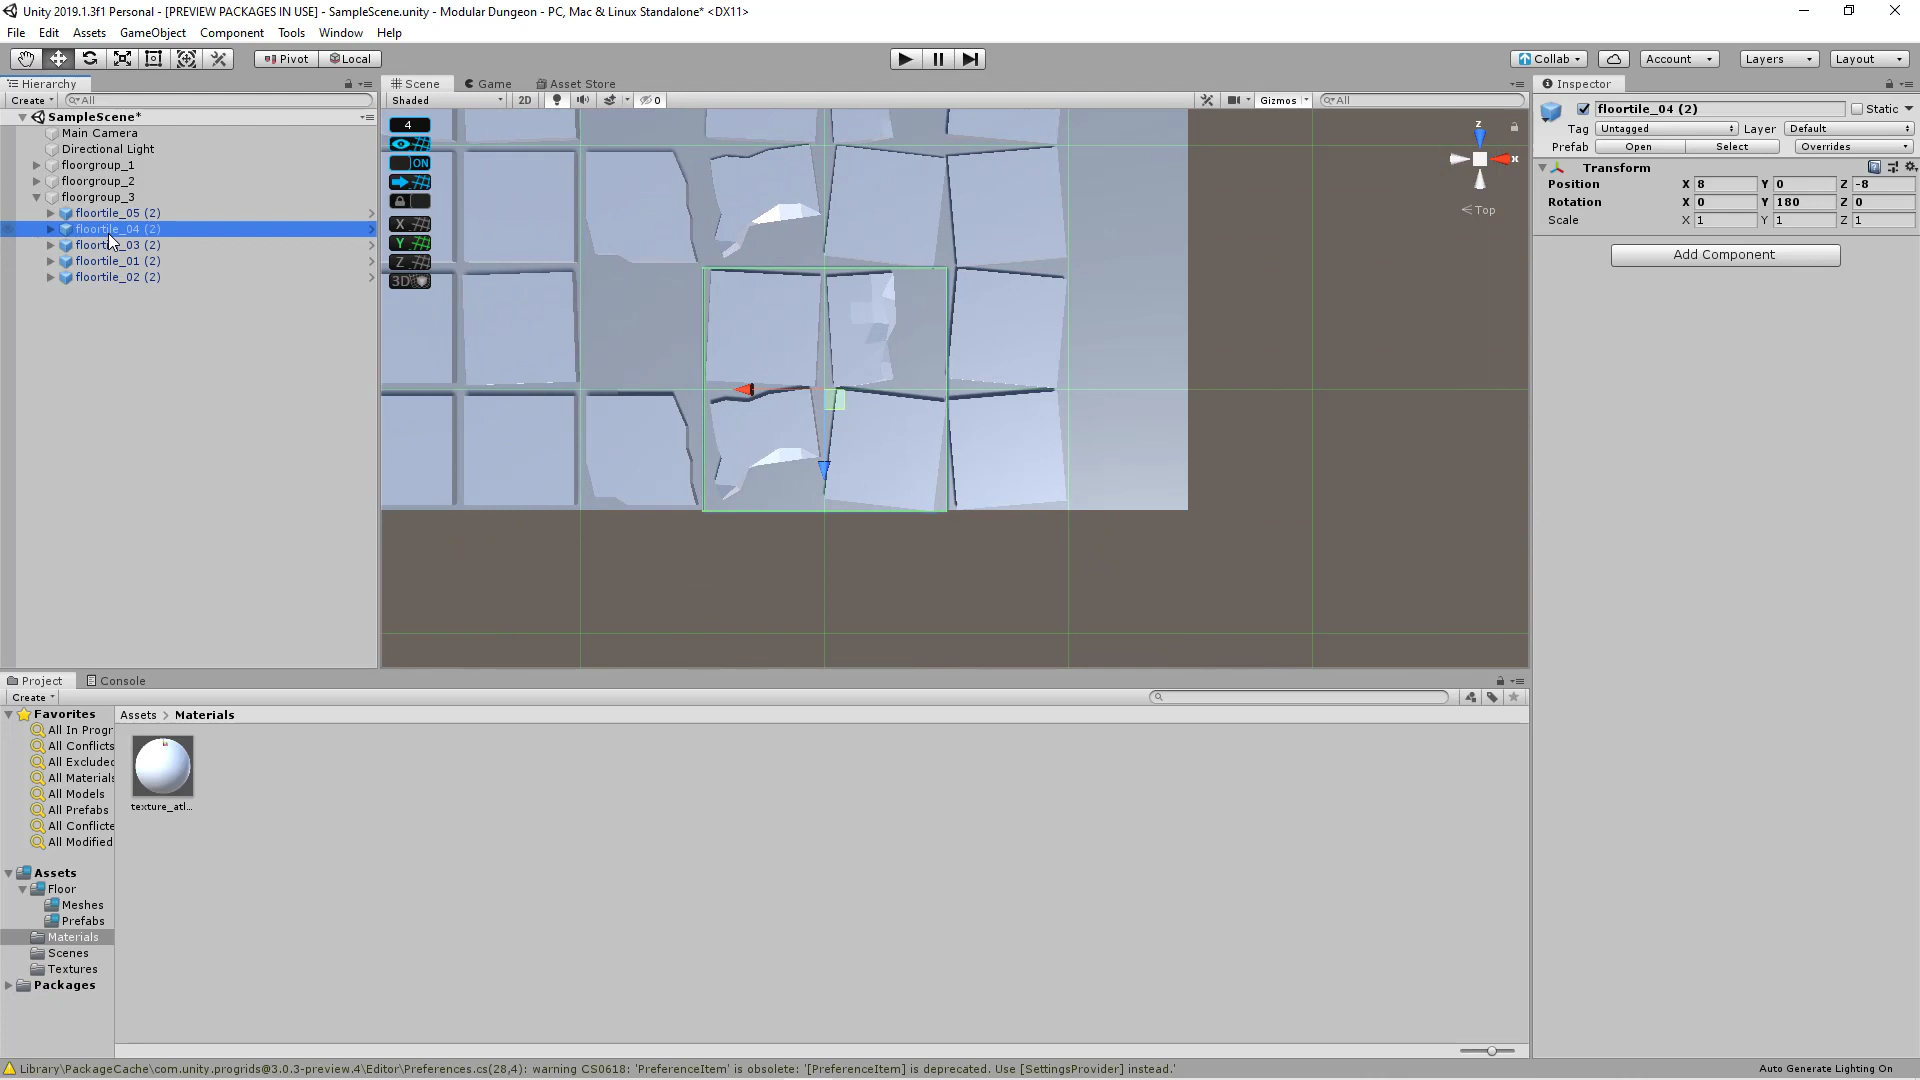 Unity 2019.1.3f1 Personal - [PREVIEW PACKAGES IN USE] - SampleScene.unity - Modular Dungeon - PC, Mac & Linux Standalone* <DX11>
File Edit Assets GameObject Component Tools Window Help
Pivot Local Collab Account Layers Layout
Hierarchy
Create All
SampleScene*
Main Camera
Directional Light
floorgroup_1
floorgroup_2
floorgroup_3
floortile_05 (2)
floortile_04 (2)
floortile_03 (2)
floortile_01 (2)
floortile_02 (2)
Scene Game Asset Store
Shaded 2D 0 Gizmos All
4
ON
X
Y
Z
3D
z
x
Top
Inspector
floortile_04 (2) Static
Tag Untagged Layer Default
Prefab Open Select Overrides
Transform
Position X 8 Y 0 Z -8
Rotation X 0 Y 180 Z 0
Scale X 1 Y 1 Z 1
Add Component
Project Console
Create
Favorites
All In Progr
All Conflicts
All Excluded
All Materials
All Models
All Prefabs
All Conflicte
All Modified
Assets
Floor
Meshes
Prefabs
Materials
Scenes
Textures
Packages
Assets > Materials
texture_atl...
Library\PackageCache\com.unity.progrids@3.0.3-preview.4\Editor\Preferences.cs(28,4): warning CS0618: 'PreferenceItem' is obsolete: '[PreferenceItem] is deprecated. Use [SettingsProvider] instead.'
Auto Generate Lighting On